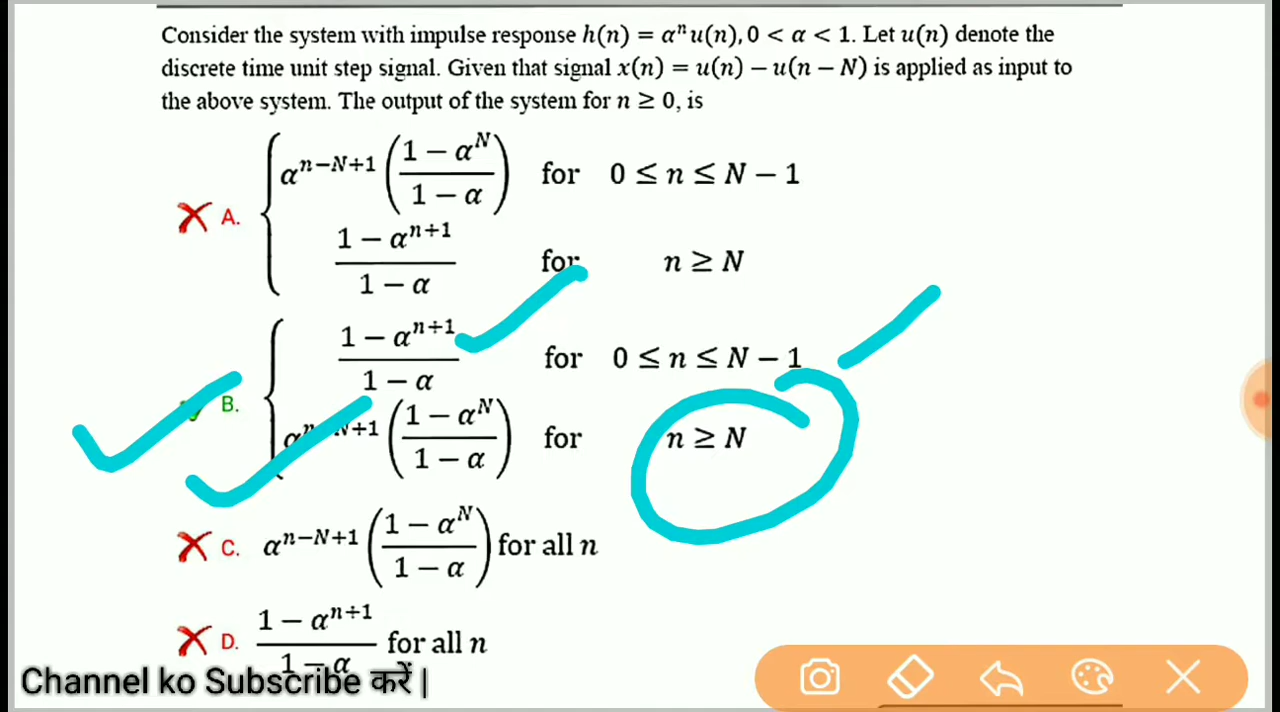 Consider the system with impulse response h(n) = αⁿu(n), 0 < α < 1. Let u(n) denote the
discrete time unit step signal. Given that signal x(n) = u(n) − u(n − N) is applied as input to
the above system. The output of the system for n ≥ 0, is
A. { α^{n−N+1} ((1 − α^N)/(1 − α)) for 0 ≤ n ≤ N − 1
(1 − α^{n+1})/(1 − α) for n ≥ N
B. { (1 − α^{n+1})/(1 − α) for 0 ≤ n ≤ N − 1
α^{n−N+1} ((1 − α^N)/(1 − α)) for n ≥ N
C. α^{n−N+1} ((1 − α^N)/(1 − α)) for all n
D. (1 − α^{n+1})/(1 − α) for all n
Channel ko Subscribe करें |